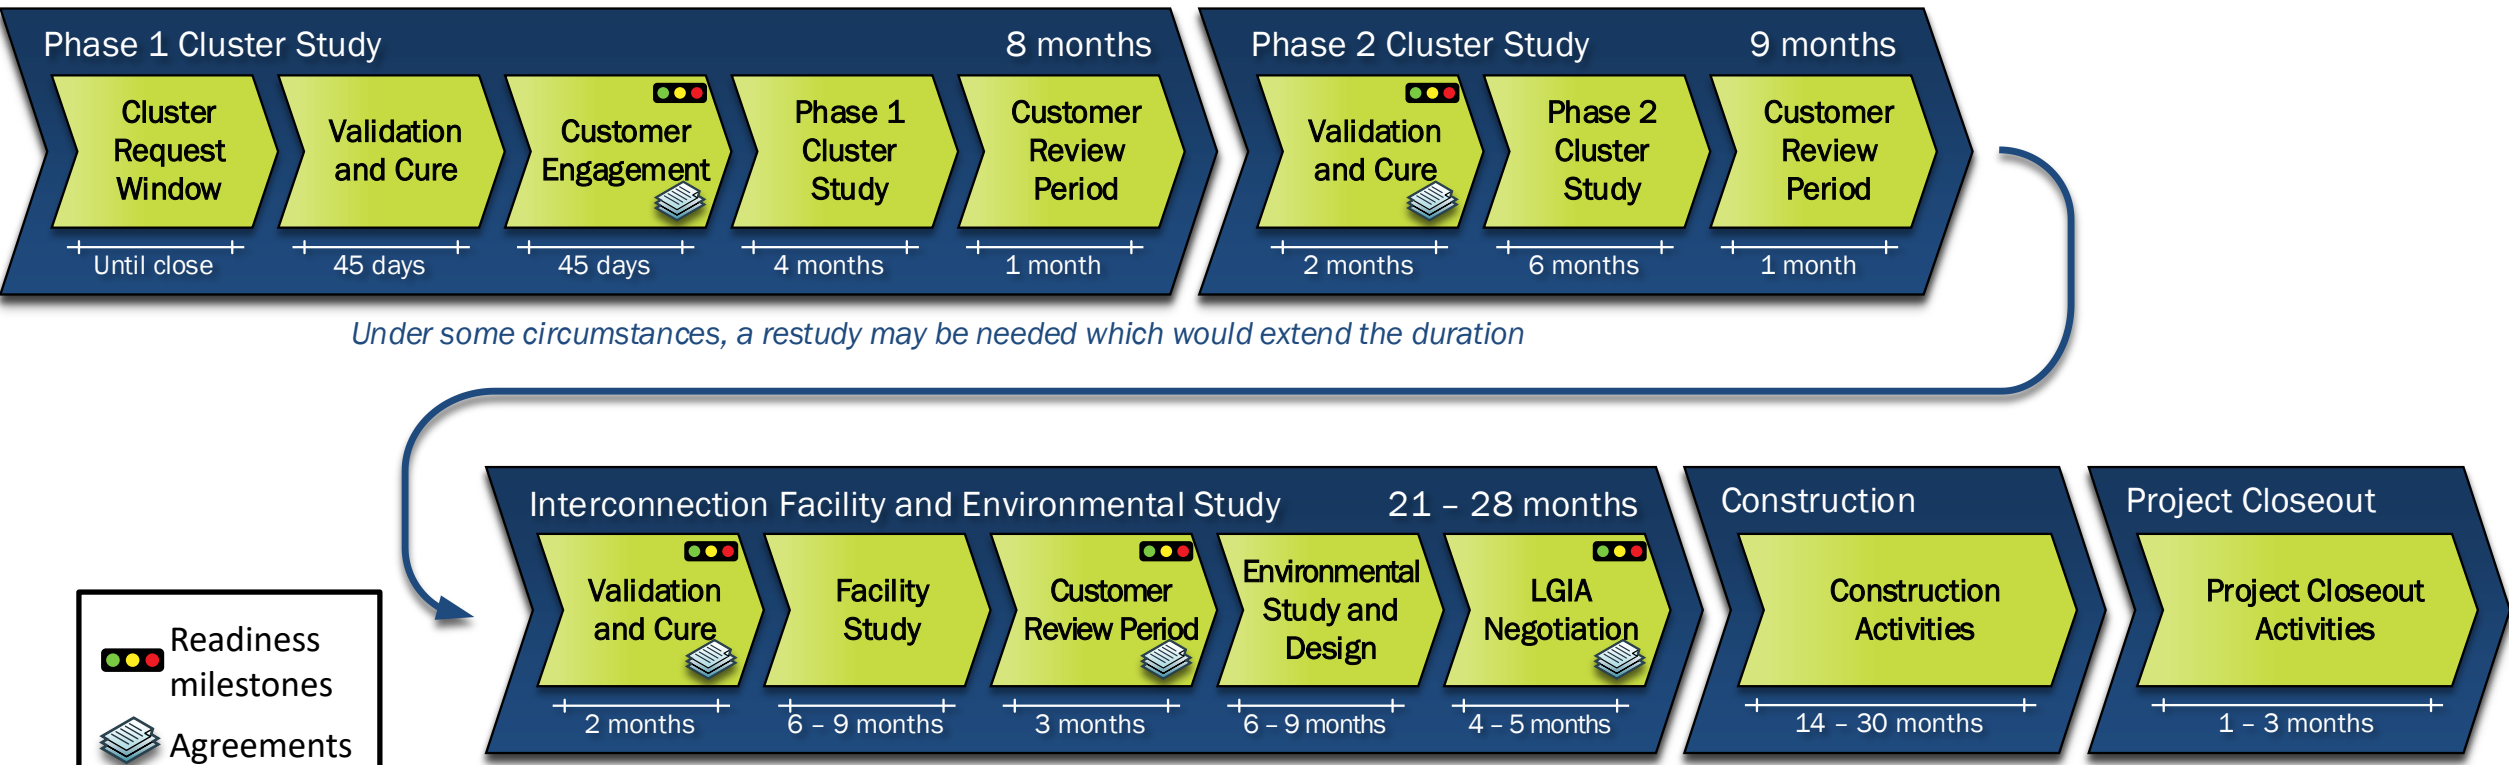 Phase 1 Cluster Study 8 months
Cluster
Request
Window
Until close
Validation
and Cure
45 days
Customer
Engagement
45 days
Phase 1
Cluster
Study
4 months
Customer
Review
Period
1 month
Phase 2 Cluster Study 9 months
Validation
and Cure
2 months
Phase 2
Cluster
Study
6 months
Customer
Review
Period
1 month
Under some circumstances, a restudy may be needed which would extend the duration
Interconnection Facility and Environmental Study 21 – 28 months
Validation
and Cure
2 months
Facility
Study
6 – 9 months
Customer
Review Period
3 months
Environmental
Study and
Design
6 – 9 months
LGIA
Negotiation
4 – 5 months
Construction
Construction
Activities
14 – 30 months
Project Closeout
Project Closeout
Activities
1 – 3 months
Readiness
milestones
Agreements